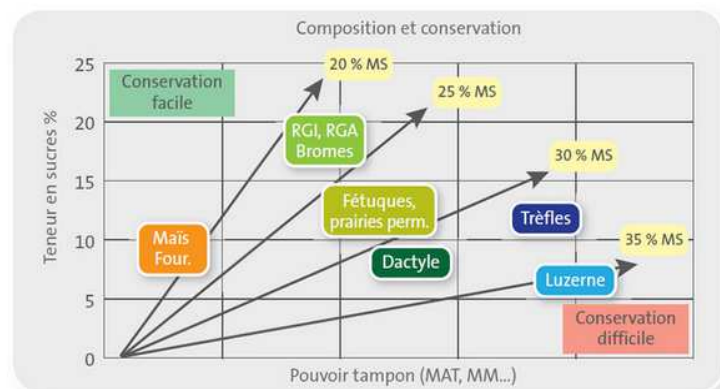 Composition et conservation
Teneur en sucres %
25
20
15
10
5
0
Conservation
facile
20 % MS
25 % MS
30 % MS
35 % MS
RGI, RGA
Bromes
Fétuques,
prairies perm.
Trèfles
Maïs
Four.
Dactyle
Luzerne
Conservation
difficile
Pouvoir tampon (MAT, MM...)